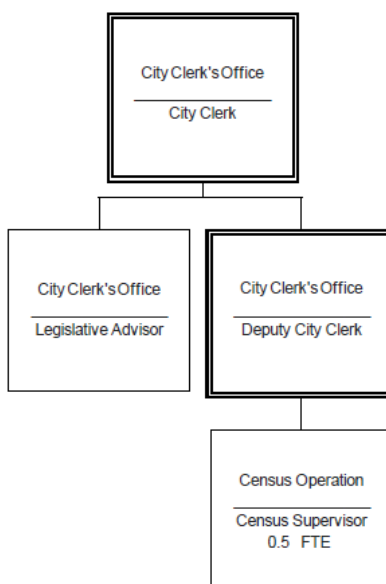 City Clerk's Office
City Clerk
City Clerk's Office
Legislative Advisor
City Clerk's Office
Deputy City Clerk
Census Operation
Census Supervisor
0.5 FTE